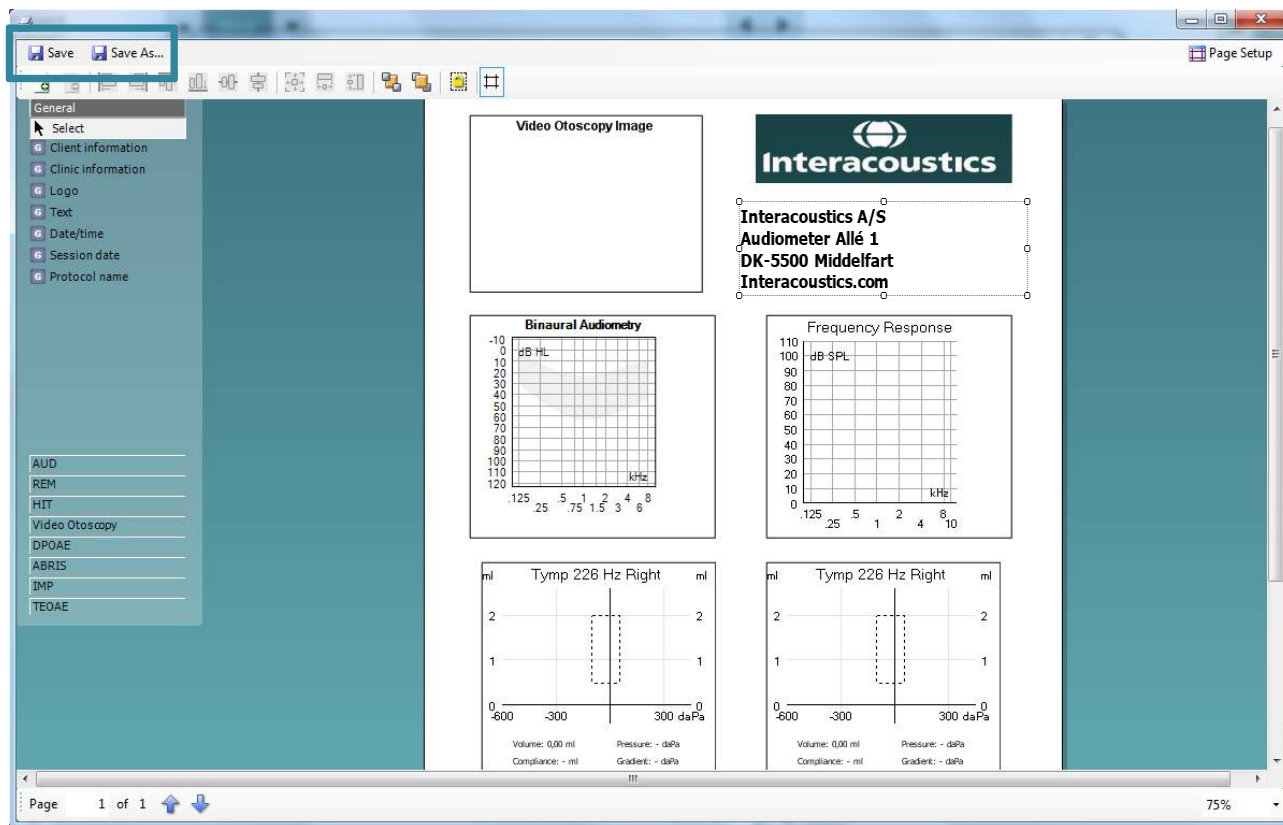 Save Save As... Page Setup
General
Select
G Client information
G Clinic information
G Logo
G Text
G Date/time
G Session date
G Protocol name
AUD
REM
HIT
Video Otoscopy
DPOAE
ABRIS
IMP
TEOAE
Video Otoscopy Image
Interacoustics
Interacoustics A/S
Audiometer Allé 1
DK-5500 Middelfart
Interacoustics.com
Binaural Audiometry
-10
0 dB HL
10
20
30
40
50
60
70
80
90
100
110 kHz
120
.125 .5 1 2 4 8
.25 .75 1.5 3 6
Frequency Response
110
100 dB SPL
90
80
70
60
50
40
30
20
10 kHz
0
.125 .5 2 8
.25 1 4 10
ml Tymp 226 Hz Right ml
2 2
1 1
0 0
-600 -300 300 daPa
Volume: 0,00 ml Pressure: - daPa
Compliance: - ml Gradient: - daPa
ml Tymp 226 Hz Right ml
2 2
1 1
0 0
-600 -300 300 daPa
Volume: 0,00 ml Pressure: - daPa
Compliance: - ml Gradient: - daPa
Page 1 of 1 75%